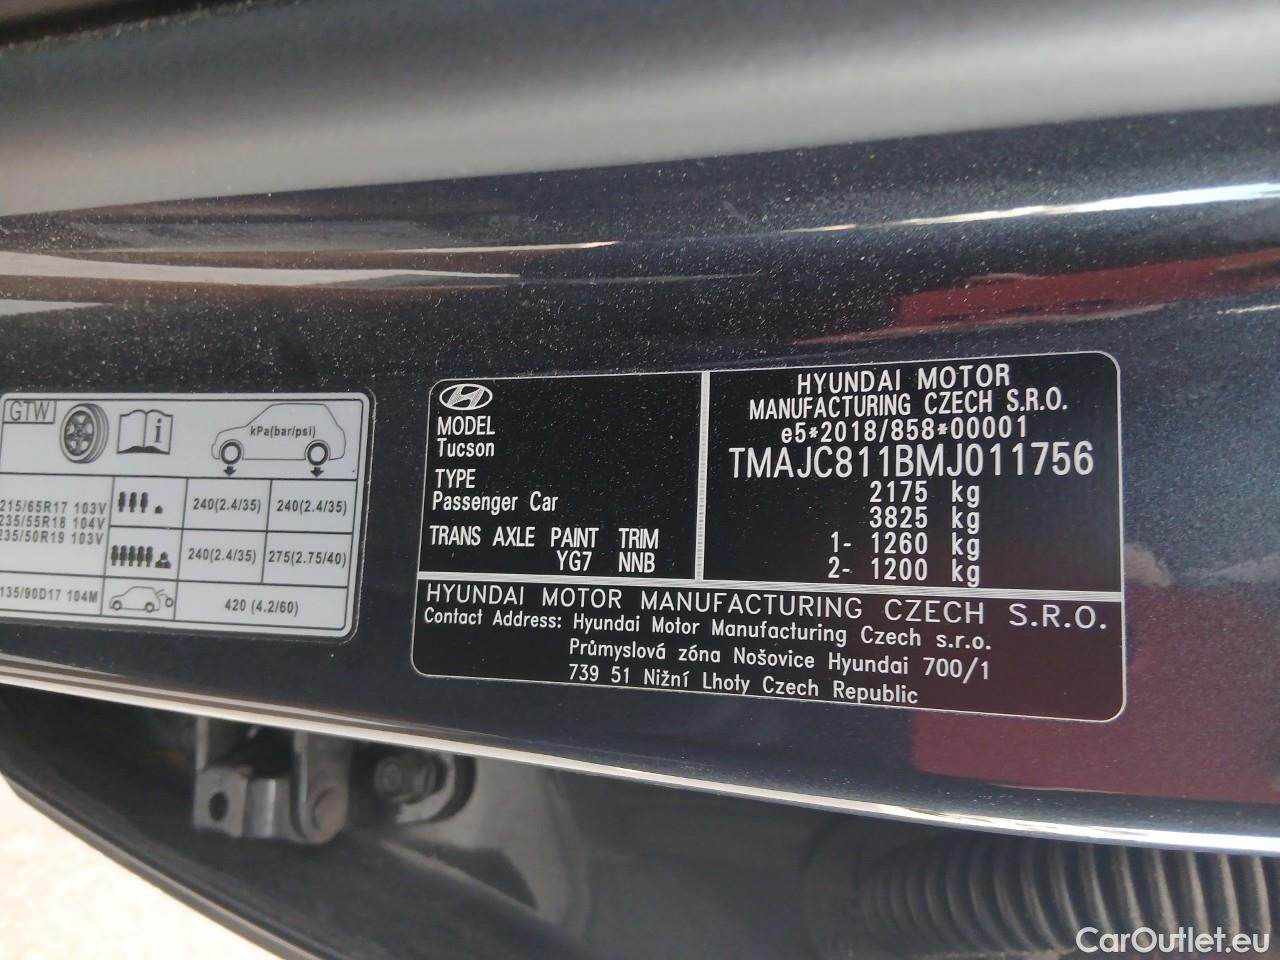 GTW
i
kPa(bar/psi)
215/65R17 103V
235/55R18 104V
235/50R19 103V
240(2.4/35) 240(2.4/35)
240(2.4/35) 275(2.75/40)
135/90D17 104M
420 (4.2/60)
MODEL
Tucson
TYPE
Passenger Car
TRANS AXLE PAINT TRIM
YG7 NNB
HYUNDAI MOTOR
MANUFACTURING CZECH S.R.O.
e5*2018/858*00001
TMAJC811BMJ011756
2175 kg
3825 kg
1- 1260 kg
2- 1200 kg
HYUNDAI MOTOR MANUFACTURING CZECH S.R.O.
Contact Address: Hyundai Motor Manufacturing Czech s.r.o.
Průmyslová zóna Nošovice Hyundai 700/1
739 51 Nižní Lhoty Czech Republic
CarOutlet.eu